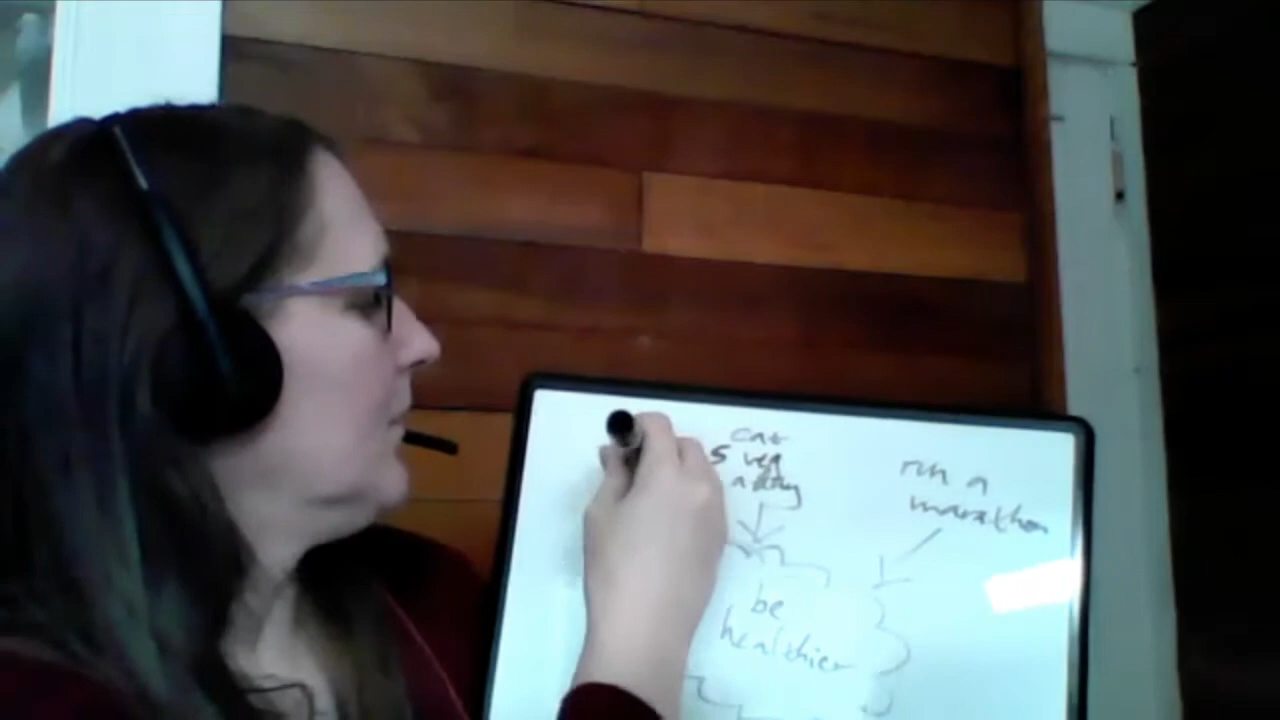 eat
5 veg
a day
run a
marathon
be
healthier